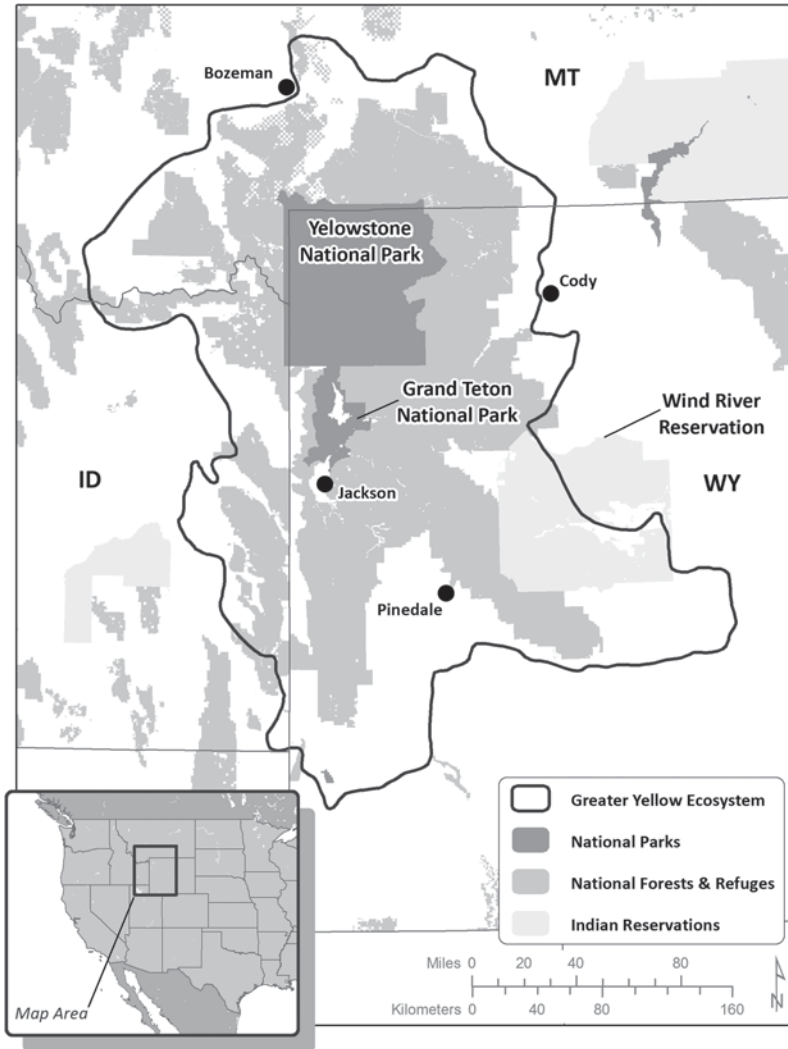 Bozeman
MT
Yelowstone
National Park
Cody
Grand Teton
National Park
Wind River
Reservation
ID
Jackson
WY
Pinedale
Greater Yellow Ecosystem
National Parks
National Forests & Refuges
Indian Reservations
Miles 0 20 40 80
Kilometers 0 40 80 160
N
Map Area